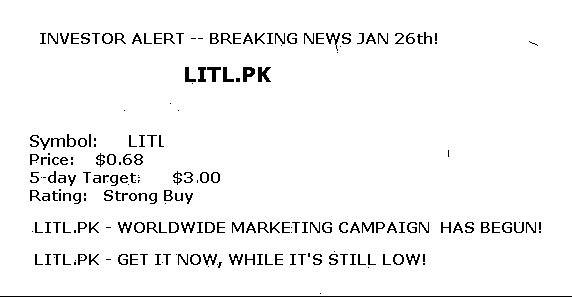 INVESTOR ALERT -- BREAKING NEWS JAN 26th!
LITL.PK
Symbol: LITL
Price: $0.68
5-day Target: $3.00
Rating: Strong Buy
LITL.PK - WORLDWIDE MARKETING CAMPAIGN HAS BEGUN!
LITL.PK - GET IT NOW, WHILE IT'S STILL LOW!